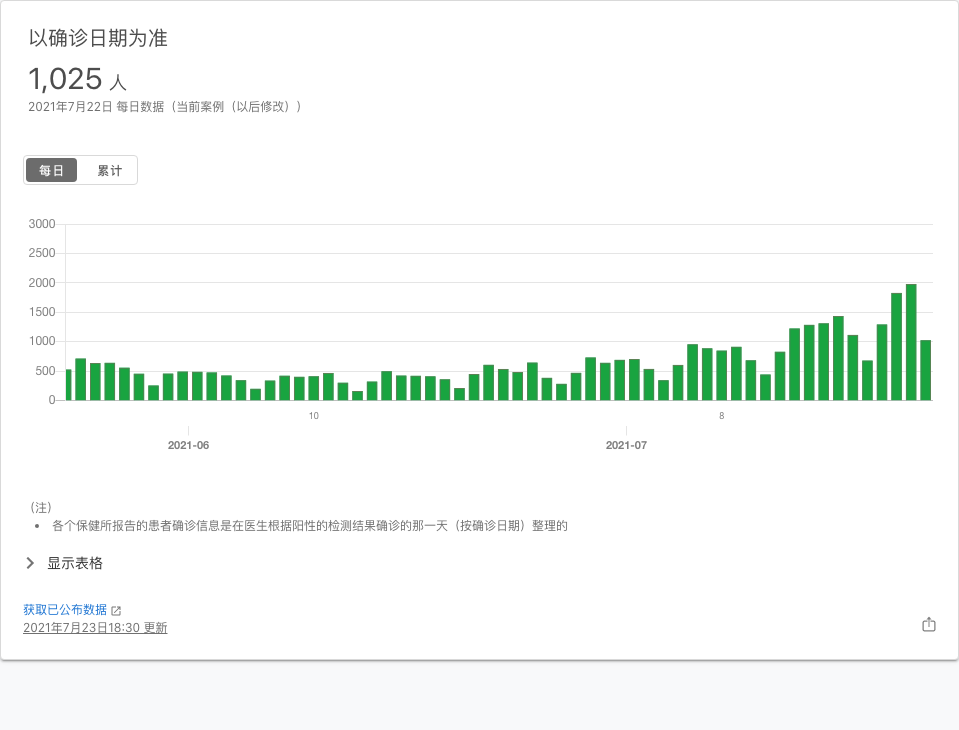 以确诊日期为准
1,025 人
2021年7月22日 每日数据（当前案例（以后修改））
每日 累计
3000
2500
2000
1500
1000
500
0
10 8
2021-06 2021-07
（注）
• 各个保健所报告的患者确诊信息是在医生根据阳性的检测结果确诊的那一天（按确诊日期）整理的
显示表格
获取已公布数据
2021年7月23日18:30 更新